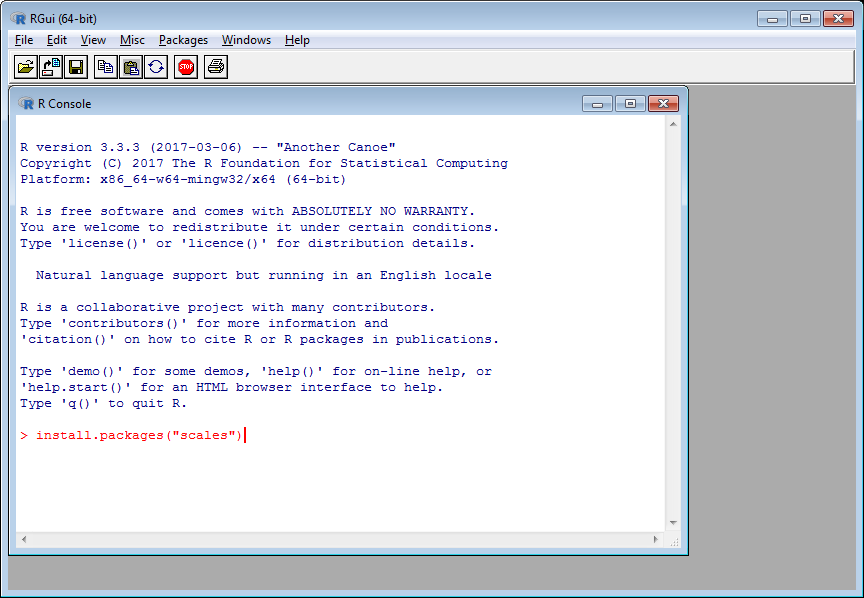 RGui (64-bit)
File Edit View Misc Packages Windows Help
STOP
R Console
R version 3.3.3 (2017-03-06) -- "Another Canoe"
Copyright (C) 2017 The R Foundation for Statistical Computing
Platform: x86_64-w64-mingw32/x64 (64-bit)
R is free software and comes with ABSOLUTELY NO WARRANTY.
You are welcome to redistribute it under certain conditions.
Type 'license()' or 'licence()' for distribution details.
Natural language support but running in an English locale
R is a collaborative project with many contributors.
Type 'contributors()' for more information and
'citation()' on how to cite R or R packages in publications.
Type 'demo()' for some demos, 'help()' for on-line help, or
'help.start()' for an HTML browser interface to help.
Type 'q()' to quit R.
> install.packages("scales")